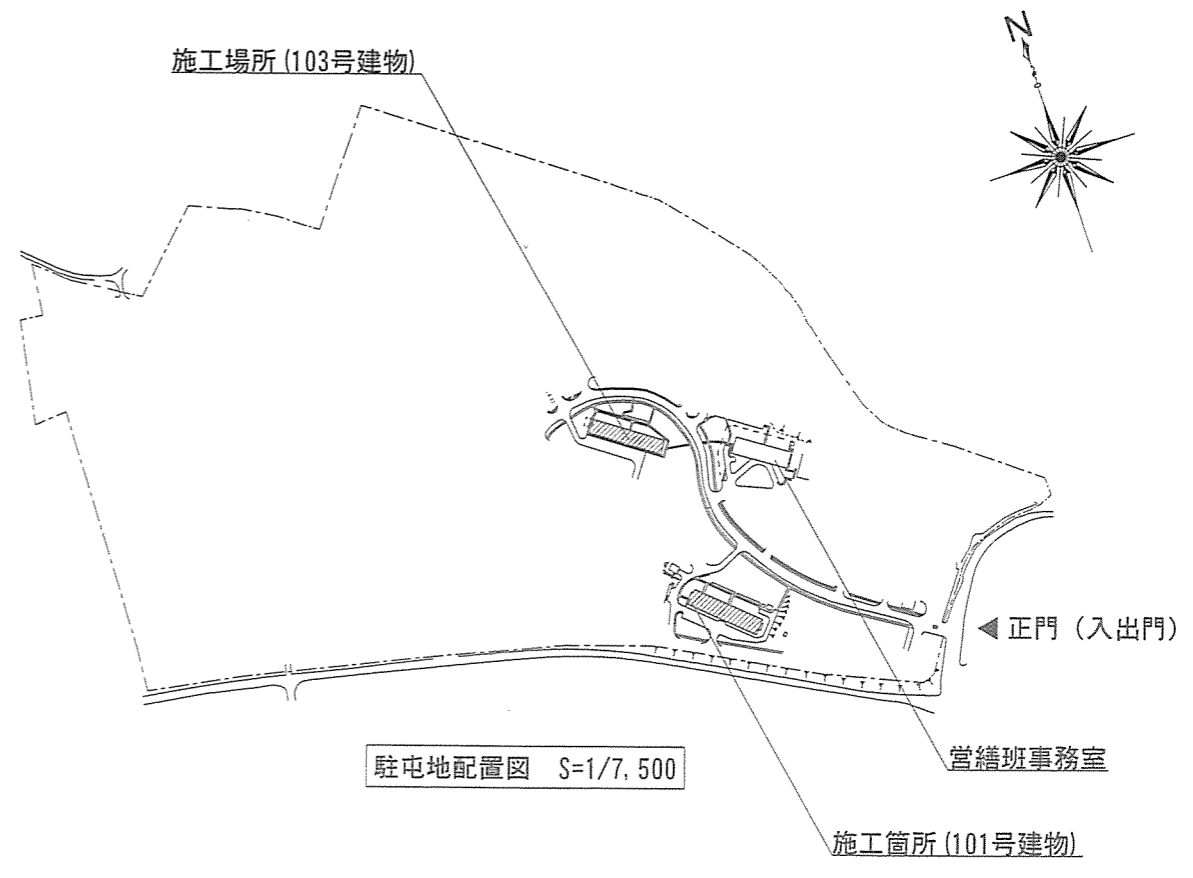 N
施工場所(103号建物)
◀ 正門（入出門）
営繕班事務室
駐屯地配置図　S=1/7,500
施工箇所(101号建物)